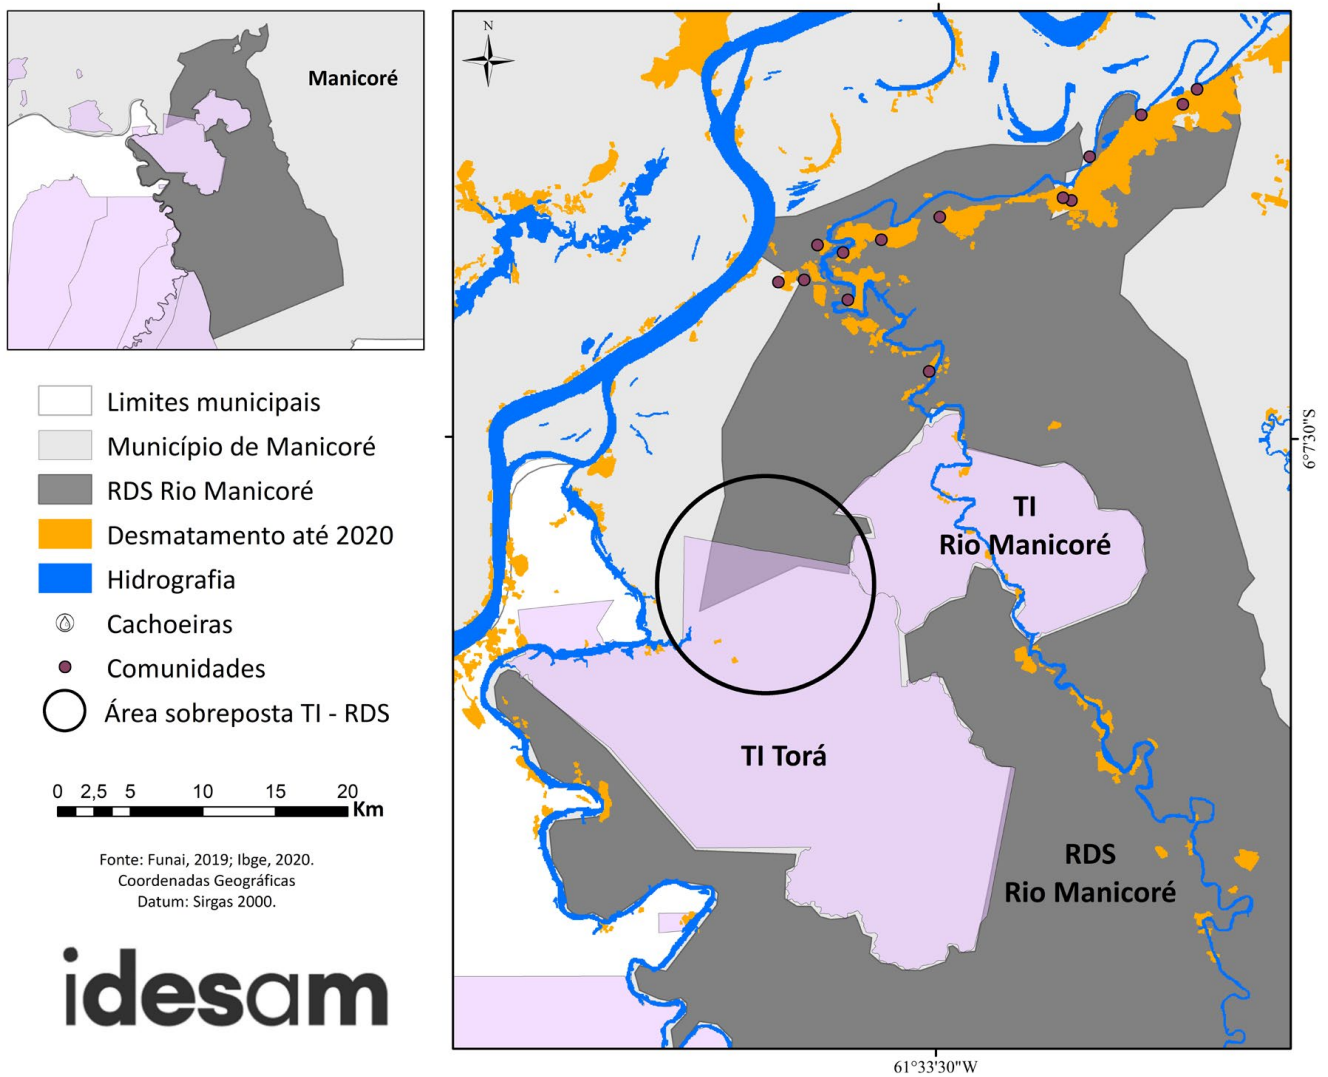 Manicoré
Limites municipais
Município de Manicoré
RDS Rio Manicoré
Desmatamento até 2020
Hidrografia
Cachoeiras
Comunidades
Área sobreposta TI - RDS
0 2,5 5 10 15 20
Km
Fonte: Funai, 2019; Ibge, 2020.
Coordenadas Geográficas
Datum: Sirgas 2000.
idesam
N
TI
Rio Manicoré
TI Torá
RDS
Rio Manicoré
6°7'30"S
61°33'30"W